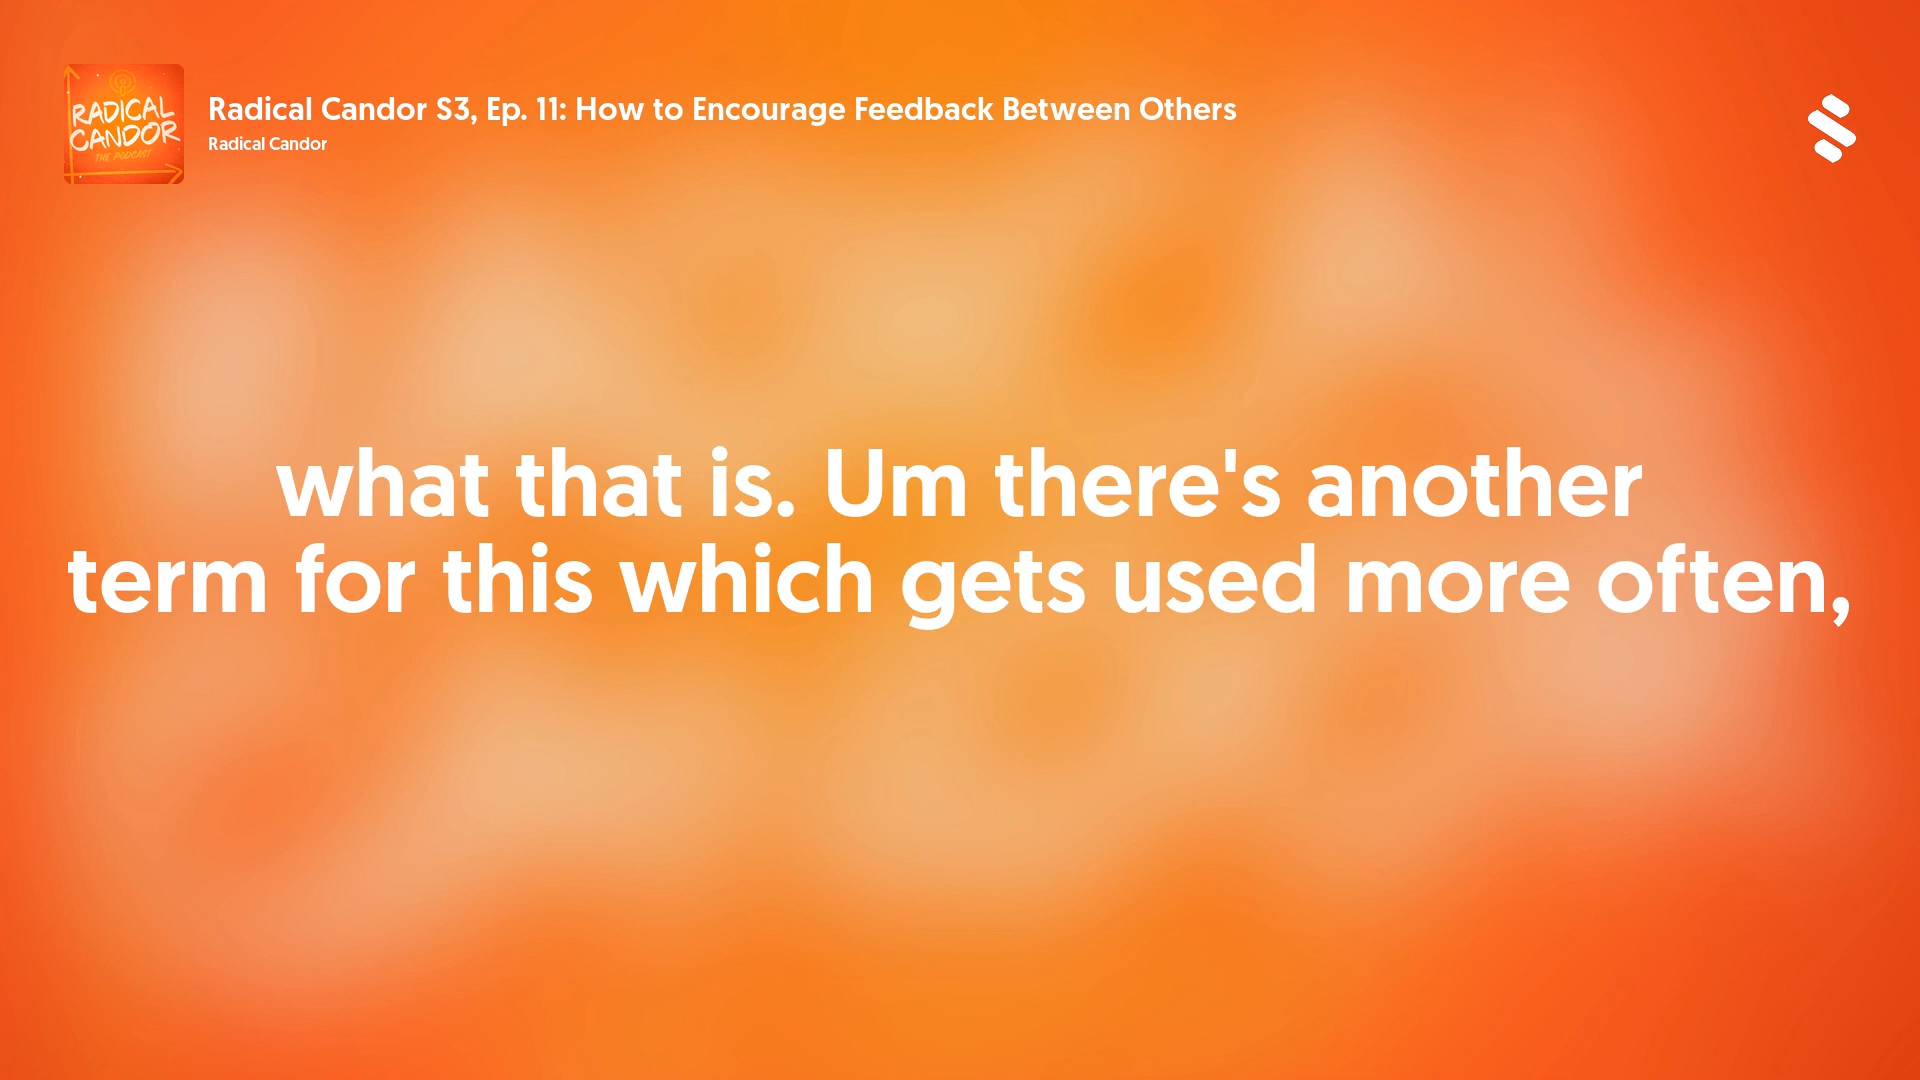 RADICAL
CANDOR
THE PODCAST
Radical Candor S3, Ep. 11: How to Encourage Feedback Between Others
Radical Candor
what that is. Um there's another
term for this which gets used more often,